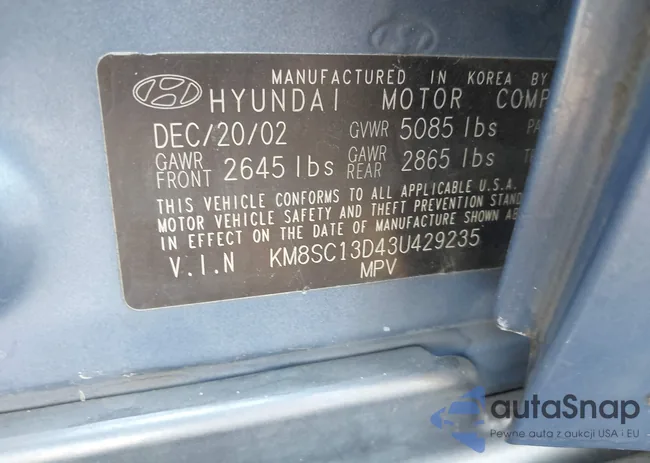 MANUFACTURED IN KOREA BY
HYUNDAI MOTOR COMP
DEC/20/02 GVWR 5085 lbs PA
GAWR FRONT 2645 lbs GAWR REAR 2865 lbs T
THIS VEHICLE CONFORMS TO ALL APPLICABLE U.S.A.
MOTOR VEHICLE SAFETY AND THEFT PREVENTION STAND
EFFECT ON THE DATE OF MANUFACTURE SHOWN AB
V.I.N KM8SC13D43U429235
MPV
autaSnap
Pewne auta z aukcji USA i EU